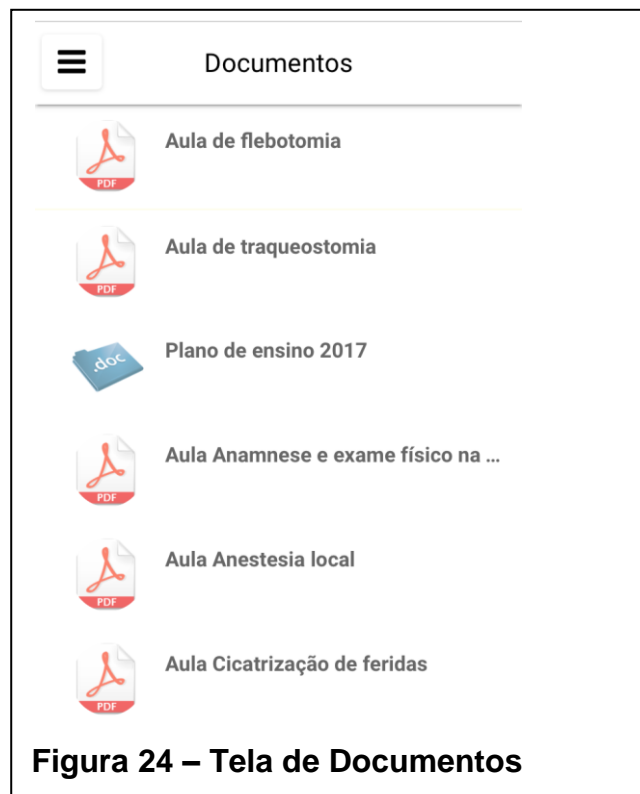 Documentos
Aula de flebotomia
PDF
Aula de traqueostomia
PDF
Plano de ensino 2017
.doc
Aula Anamnese e exame físico na ...
PDF
Aula Anestesia local
PDF
Aula Cicatrização de feridas
PDF
Figura 24 – Tela de Documentos